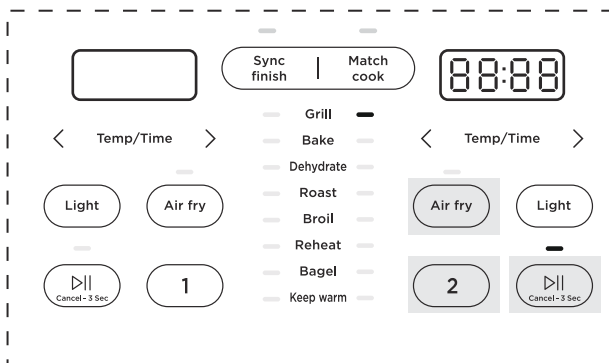 Sync finish
Match cook
88:88
Grill
Bake
Dehydrate
Roast
Broil
Reheat
Bagel
Keep warm
Temp/Time
Temp/Time
Light
Air fry
Air fry
Light
Cancel - 3 Sec
1
2
Cancel - 3 Sec